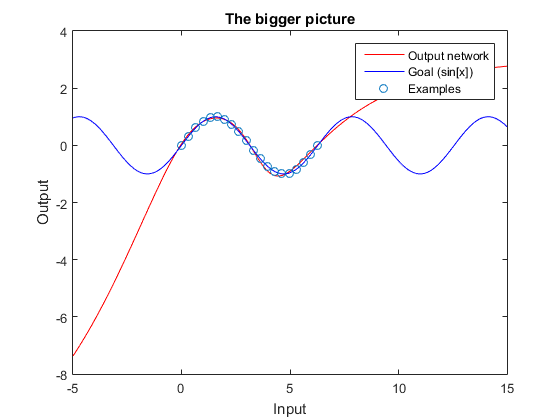 The bigger picture
4
2
0
-2
-4
-6
-8
Output
Output network
Goal (sin[x])
Examples
-5
0
5
10
15
Input